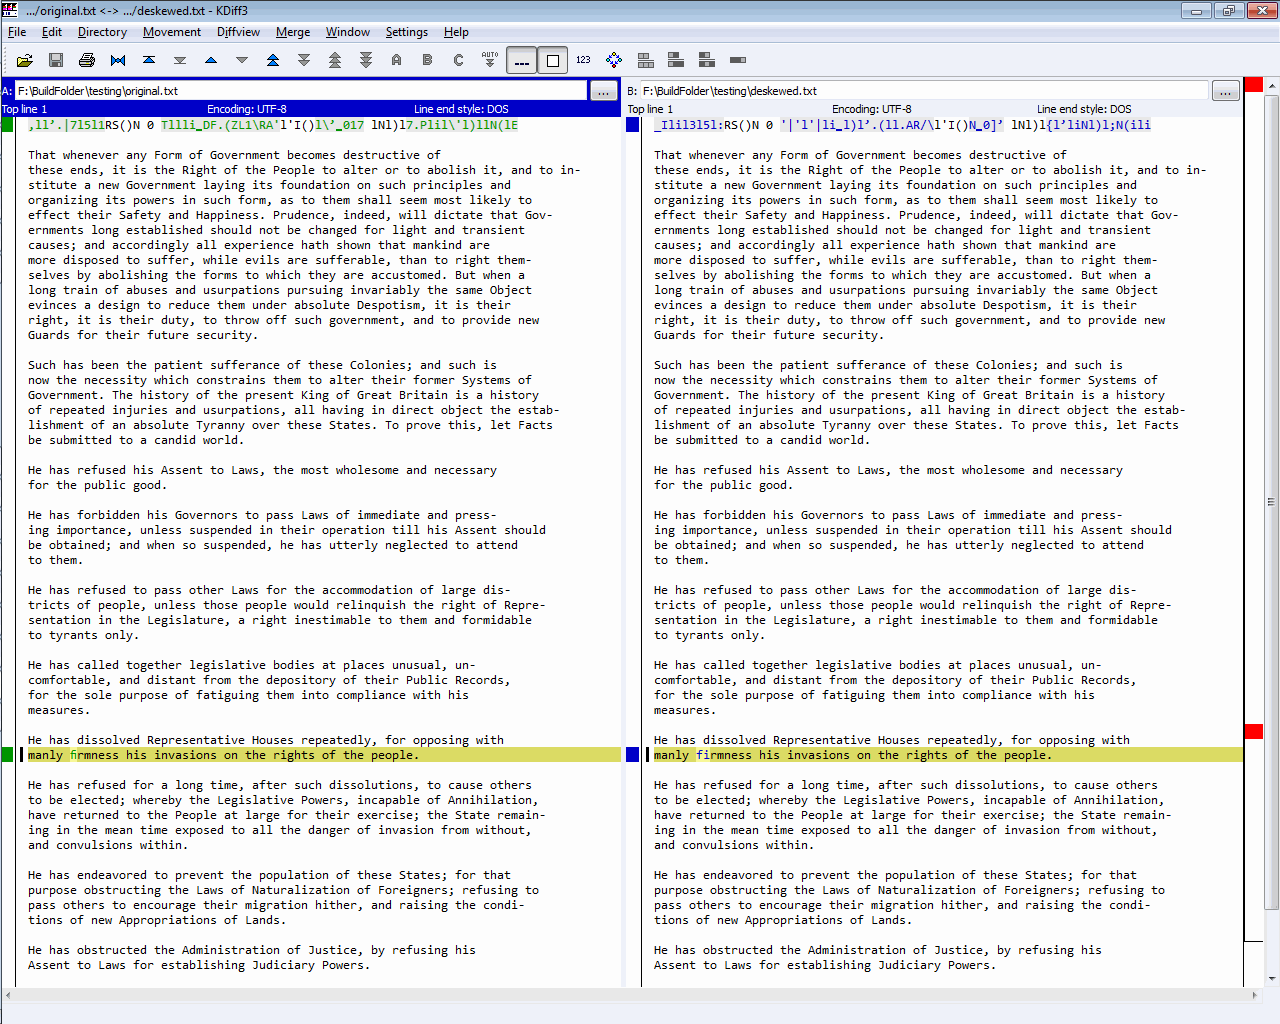 .../original.txt <-> .../deskewed.txt - KDiff3
File Edit Directory Movement Diffview Merge Window Settings Help
A B C AUTO 123
A: F:\BuildFolder\testing\original.txt ...
Top line 1 Encoding: UTF-8 Line end style: DOS
,ll’.|7l5l1RS()N 0 Tllli_DF.(ZL1\RA'l'I()l\’_017 lNl)l7.Plil\'l)llN(lE

That whenever any Form of Government becomes destructive of
these ends, it is the Right of the People to alter or to abolish it, and to in-
stitute a new Government laying its foundation on such principles and
organizing its powers in such form, as to them shall seem most likely to
effect their Safety and Happiness. Prudence, indeed, will dictate that Gov-
ernments long established should not be changed for light and transient
causes; and accordingly all experience hath shown that mankind are
more disposed to suffer, while evils are sufferable, than to right them-
selves by abolishing the forms to which they are accustomed. But when a
long train of abuses and usurpations pursuing invariably the same Object
evinces a design to reduce them under absolute Despotism, it is their
right, it is their duty, to throw off such government, and to provide new
Guards for their future security.

Such has been the patient sufferance of these Colonies; and such is
now the necessity which constrains them to alter their former Systems of
Government. The history of the present King of Great Britain is a history
of repeated injuries and usurpations, all having in direct object the estab-
lishment of an absolute Tyranny over these States. To prove this, let Facts
be submitted to a candid world.

He has refused his Assent to Laws, the most wholesome and necessary
for the public good.

He has forbidden his Governors to pass Laws of immediate and press-
ing importance, unless suspended in their operation till his Assent should
be obtained; and when so suspended, he has utterly neglected to attend
to them.

He has refused to pass other Laws for the accommodation of large dis-
tricts of people, unless those people would relinquish the right of Repre-
sentation in the Legislature, a right inestimable to them and formidable
to tyrants only.

He has called together legislative bodies at places unusual, un-
comfortable, and distant from the depository of their Public Records,
for the sole purpose of fatiguing them into compliance with his
measures.

He has dissolved Representative Houses repeatedly, for opposing with
manly ﬁrmness his invasions on the rights of the people.

He has refused for a long time, after such dissolutions, to cause others
to be elected; whereby the Legislative Powers, incapable of Annihilation,
have returned to the People at large for their exercise; the State remain-
ing in the mean time exposed to all the danger of invasion from without,
and convulsions within.

He has endeavored to prevent the population of these States; for that
purpose obstructing the Laws of Naturalization of Foreigners; refusing to
pass others to encourage their migration hither, and raising the condi-
tions of new Appropriations of Lands.

He has obstructed the Administration of Justice, by refusing his
Assent to Laws for establishing Judiciary Powers.
B: F:\BuildFolder\testing\deskewed.txt ...
Top line 1 Encoding: UTF-8 Line end style: DOS
_Ilil3l5l:RS()N 0 '|'l'|li_l)l’.(ll.AR/\l'I()N_0]’ lNl)l{l’liNl)l;N(ili

That whenever any Form of Government becomes destructive of
these ends, it is the Right of the People to alter or to abolish it, and to in-
stitute a new Government laying its foundation on such principles and
organizing its powers in such form, as to them shall seem most likely to
effect their Safety and Happiness. Prudence, indeed, will dictate that Gov-
ernments long established should not be changed for light and transient
causes; and accordingly all experience hath shown that mankind are
more disposed to suffer, while evils are sufferable, than to right them-
selves by abolishing the forms to which they are accustomed. But when a
long train of abuses and usurpations pursuing invariably the same Object
evinces a design to reduce them under absolute Despotism, it is their
right, it is their duty, to throw off such government, and to provide new
Guards for their future security.

Such has been the patient sufferance of these Colonies; and such is
now the necessity which constrains them to alter their former Systems of
Government. The history of the present King of Great Britain is a history
of repeated injuries and usurpations, all having in direct object the estab-
lishment of an absolute Tyranny over these States. To prove this, let Facts
be submitted to a candid world.

He has refused his Assent to Laws, the most wholesome and necessary
for the public good.

He has forbidden his Governors to pass Laws of immediate and press-
ing importance, unless suspended in their operation till his Assent should
be obtained; and when so suspended, he has utterly neglected to attend
to them.

He has refused to pass other Laws for the accommodation of large dis-
tricts of people, unless those people would relinquish the right of Repre-
sentation in the Legislature, a right inestimable to them and formidable
to tyrants only.

He has called together legislative bodies at places unusual, un-
comfortable, and distant from the depository of their Public Records,
for the sole purpose of fatiguing them into compliance with his
measures.

He has dissolved Representative Houses repeatedly, for opposing with
manly firmness his invasions on the rights of the people.

He has refused for a long time, after such dissolutions, to cause others
to be elected; whereby the Legislative Powers, incapable of Annihilation,
have returned to the People at large for their exercise; the State remain-
ing in the mean time exposed to all the danger of invasion from without,
and convulsions within.

He has endeavored to prevent the population of these States; for that
purpose obstructing the Laws of Naturalization of Foreigners; refusing to
pass others to encourage their migration hither, and raising the condi-
tions of new Appropriations of Lands.

He has obstructed the Administration of Justice, by refusing his
Assent to Laws for establishing Judiciary Powers.